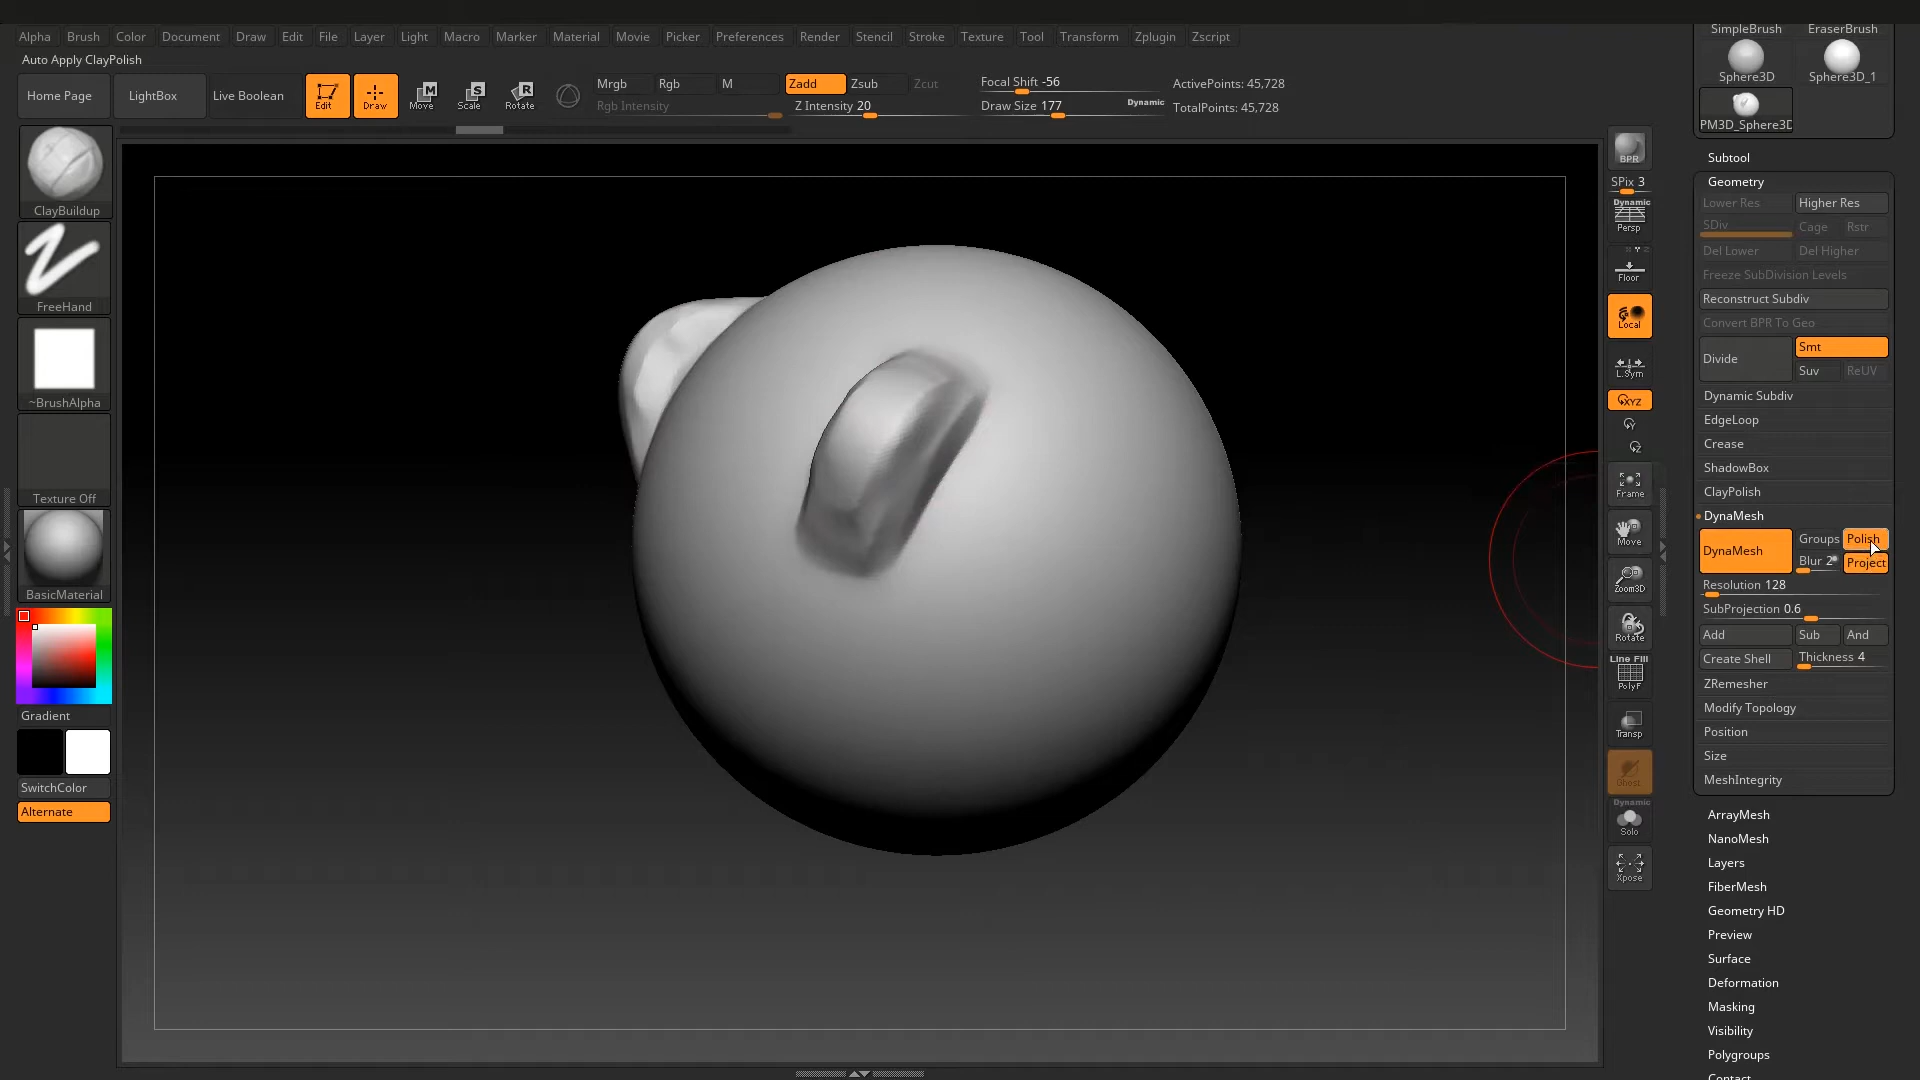 Alpha Brush Color Document Draw Edit File Layer Light Macro Marker Material Movie Picker Preferences Render Stencil Stroke Texture Tool Transform Zplugin Zscript
Auto Apply ClayPolish
Home Page LightBox Live Boolean
Edit Draw Move Scale Rotate
Mrgb Rgb M Zadd Zsub Zcut
Rgb Intensity Z Intensity 20
Focal Shift -56
Draw Size 177 Dynamic
ActivePoints: 45,728
TotalPoints: 45,728
ClayBuildup
FreeHand
~BrushAlpha
Texture Off
BasicMaterial
Gradient
SwitchColor
Alternate
BPR
SPix 3
Dynamic
Persp
Floor
Local
L.Sym
XYZ
Y
Z
Frame
Move
Zoom3D
Rotate
Line Fill
PolyF
Transp
Ghost
Dynamic
Solo
Xpose
SimpleBrush EraserBrush
Sphere3D Sphere3D_1
PM3D_Sphere3D
Subtool
Geometry
Lower Res Higher Res
SDiv Cage Rstr
Del Lower Del Higher
Freeze SubDivision Levels
Reconstruct Subdiv
Convert BPR To Geo
Divide Smt
Suv ReUV
Dynamic Subdiv
EdgeLoop
Crease
ShadowBox
ClayPolish
DynaMesh
DynaMesh Groups Polish
Blur 2 Project
Resolution 128
SubProjection 0.6
Add Sub And
Create Shell Thickness 4
ZRemesher
Modify Topology
Position
Size
MeshIntegrity
ArrayMesh
NanoMesh
Layers
FiberMesh
Geometry HD
Preview
Surface
Deformation
Masking
Visibility
Polygroups
Contact